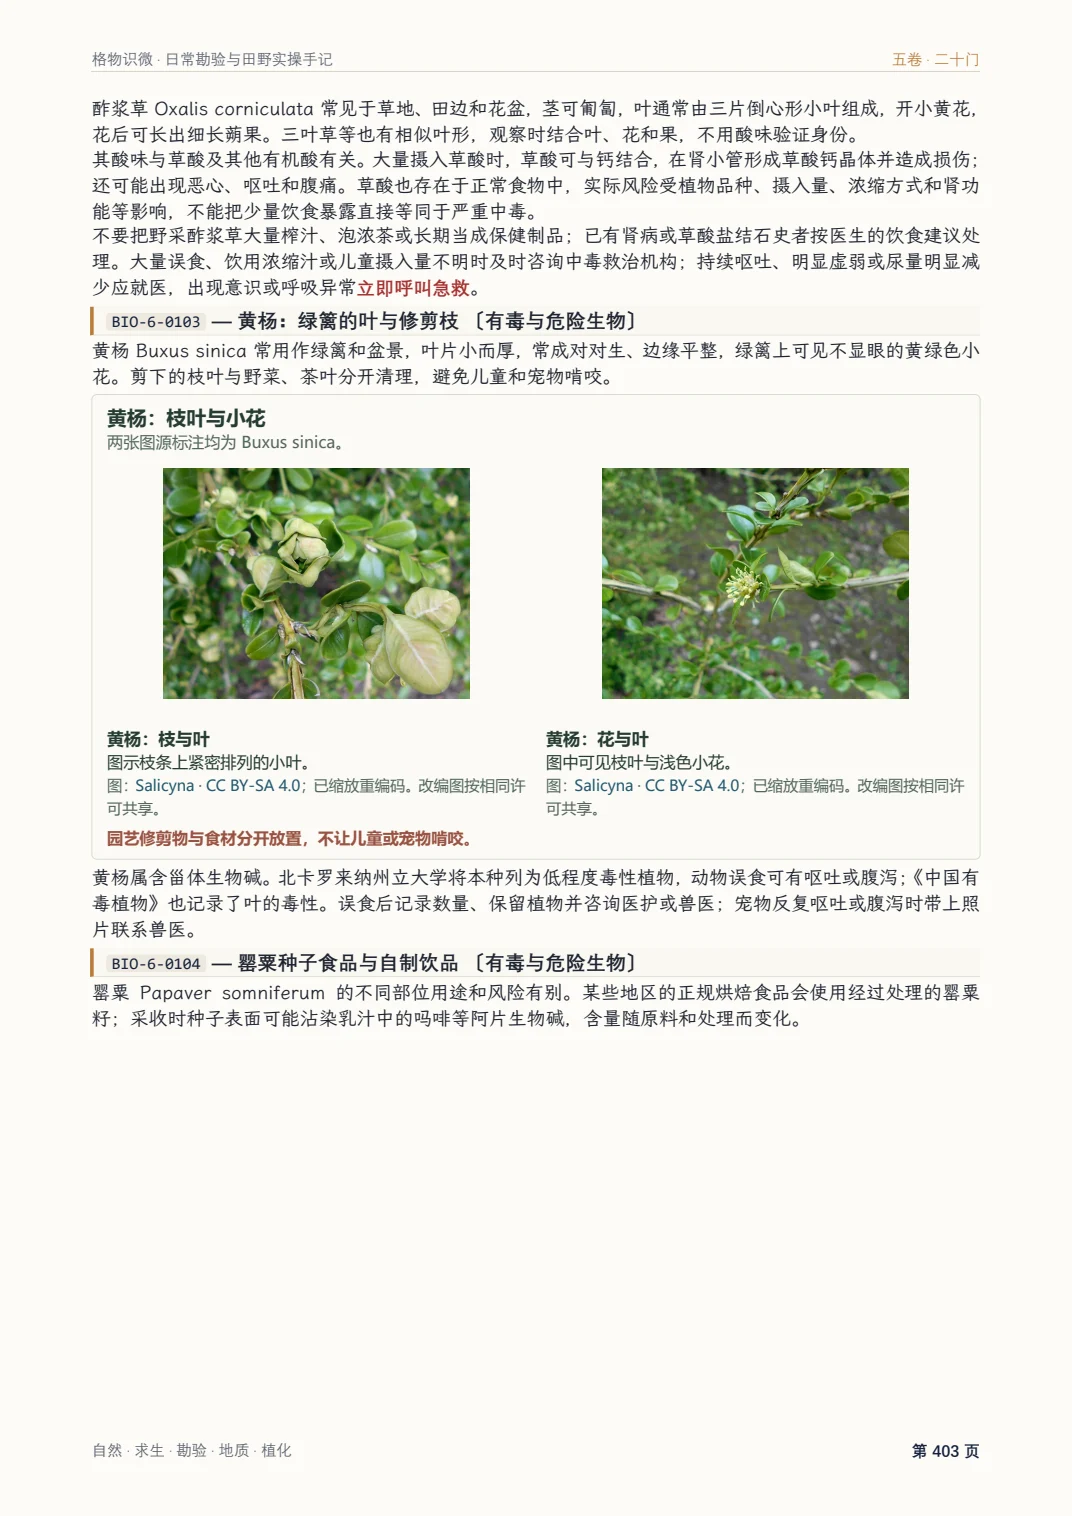 格物识微 · 日常勘验与田野实操手记
五卷 · 二十门
酢浆草 Oxalis corniculata 常见于草地、田边和花盆，茎可匍匐，叶通常由三片倒心形小叶组成，开小黄花，
花后可长出细长蒴果。三叶草等也有相似叶形，观察时结合叶、花和果，不用酸味验证身份。
其酸味与草酸及其他有机酸有关。大量摄入草酸时，草酸可与钙结合，在肾小管形成草酸钙晶体并造成损伤；
还可能出现恶心、呕吐和腹痛。草酸也存在于正常食物中，实际风险受植物品种、摄入量、浓缩方式和肾功
能等影响，不能把少量饮食暴露直接等同于严重中毒。
不要把野采酢浆草大量榨汁、泡浓茶或长期当成保健制品；已有肾病或草酸盐结石史者按医生的饮食建议处
理。大量误食、饮用浓缩汁或儿童摄入量不明时及时咨询中毒救治机构；持续呕吐、明显虚弱或尿量明显减
少应就医，出现意识或呼吸异常立即呼叫急救。
BIO-6-0103 — 黄杨：绿篱的叶与修剪枝 〔有毒与危险生物〕
黄杨 Buxus sinica 常用作绿篱和盆景，叶片小而厚，常成对对生、边缘平整，绿篱上可见不显眼的黄绿色小
花。剪下的枝叶与野菜、茶叶分开清理，避免儿童和宠物啃咬。
黄杨：枝叶与小花
两张图源标注均为 Buxus sinica。
黄杨：枝与叶
图示枝条上紧密排列的小叶。
图：Salicyna · CC BY-SA 4.0；已缩放重编码。改编图按相同许
可共享。
黄杨：花与叶
图中可见枝叶与浅色小花。
图：Salicyna · CC BY-SA 4.0；已缩放重编码。改编图按相同许
可共享。
园艺修剪物与食材分开放置，不让儿童或宠物啃咬。
黄杨属含甾体生物碱。北卡罗来纳州立大学将本种列为低程度毒性植物，动物误食可有呕吐或腹泻；《中国有
毒植物》也记录了叶的毒性。误食后记录数量、保留植物并咨询医护或兽医；宠物反复呕吐或腹泻时带上照
片联系兽医。
BIO-6-0104 — 罂粟种子食品与自制饮品 〔有毒与危险生物〕
罂粟 Papaver somniferum 的不同部位用途和风险有别。某些地区的正规烘焙食品会使用经过处理的罂粟
籽；采收时种子表面可能沾染乳汁中的吗啡等阿片生物碱，含量随原料和处理而变化。
自然 · 求生 · 勘验 · 地质 · 植化
第 403 页